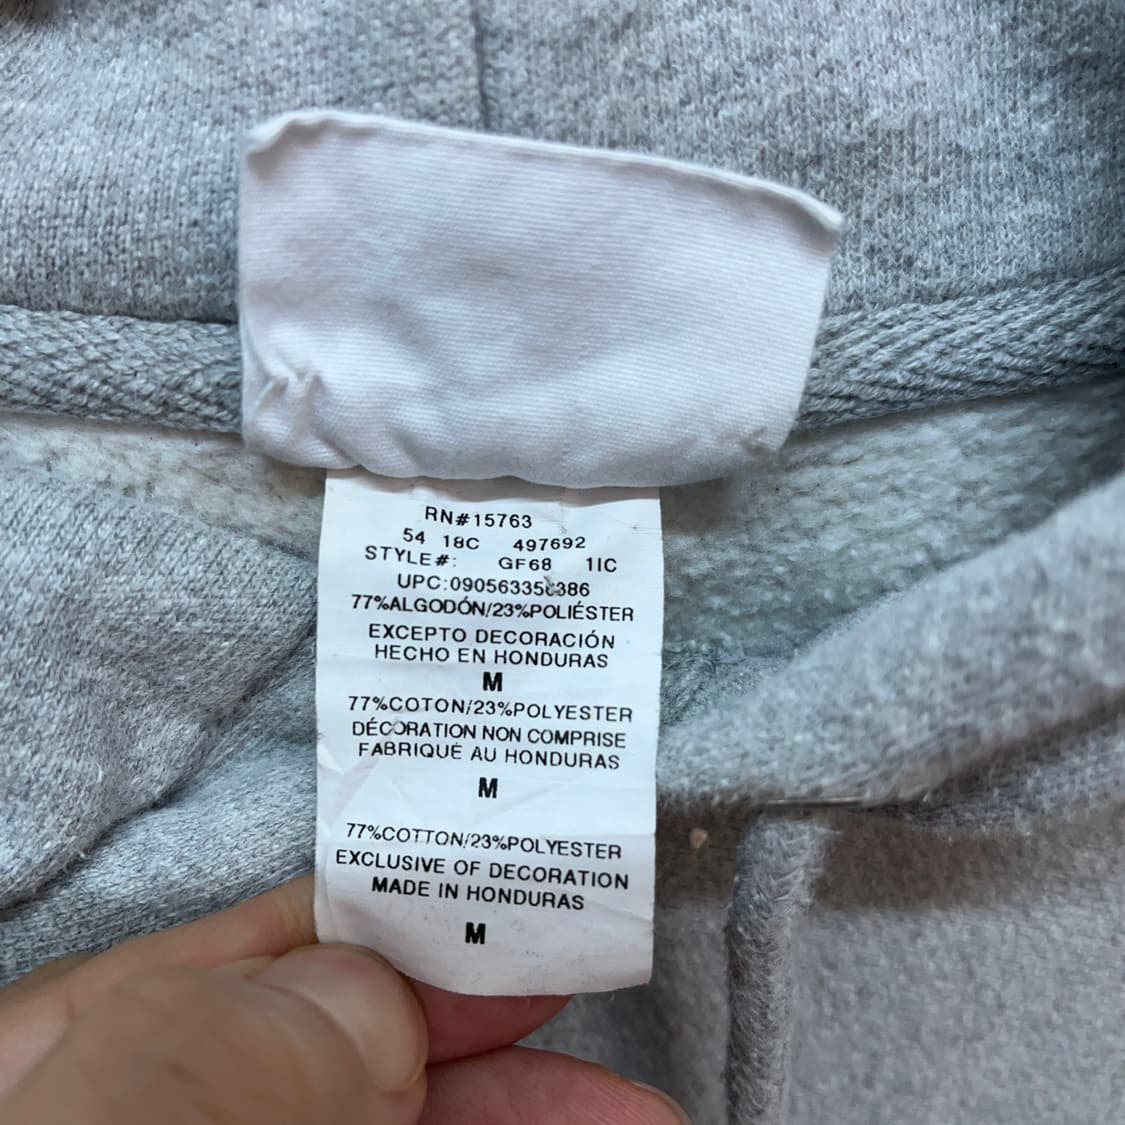 RN#15763
54 18C 497692
STYLE#: GF68 1IC
77%ALGODÓN/23%POLIÉSTER
EXCEPTO DECORACIÓN
HECHO EN HONDURAS
M
77%COTON/23%POLYESTER
DÉCORATION NON COMPRISE
FABRIQUÉ AU HONDURAS
M
77%COTTON/23%POLYESTER
EXCLUSIVE OF DECORATION
MADE IN HONDURAS
M